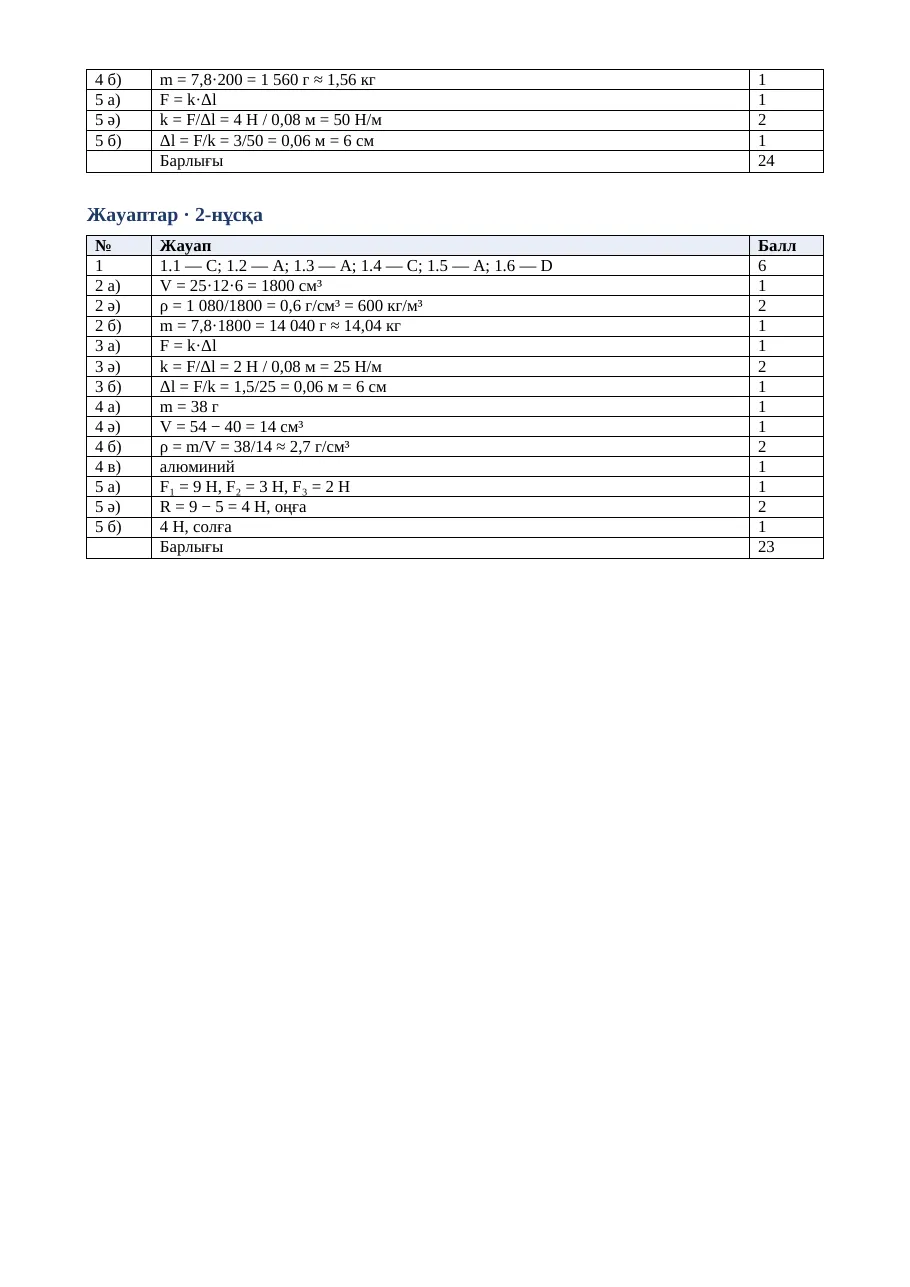 4 б) m = 7,8·200 = 1 560 г ≈ 1,56 кг 1
5 а) F = k·Δl 1
5 ә) k = F/Δl = 4 Н / 0,08 м = 50 Н/м 2
5 б) Δl = F/k = 3/50 = 0,06 м = 6 см 1
Барлығы 24
Жауаптар · 2-нұсқа
№ Жауап Балл
1 1.1 — C; 1.2 — A; 1.3 — A; 1.4 — C; 1.5 — A; 1.6 — D 6
2 а) V = 25·12·6 = 1800 см³ 1
2 ә) ρ = 1 080/1800 = 0,6 г/см³ = 600 кг/м³ 2
2 б) m = 7,8·1800 = 14 040 г ≈ 14,04 кг 1
3 а) F = k·Δl 1
3 ә) k = F/Δl = 2 Н / 0,08 м = 25 Н/м 2
3 б) Δl = F/k = 1,5/25 = 0,06 м = 6 см 1
4 а) m = 38 г 1
4 ә) V = 54 − 40 = 14 см³ 1
4 б) ρ = m/V = 38/14 ≈ 2,7 г/см³ 2
4 в) алюминий 1
5 а) F₁ = 9 Н, F₂ = 3 Н, F₃ = 2 Н 1
5 ә) R = 9 − 5 = 4 Н, оңға 2
5 б) 4 Н, солға 1
Барлығы 23